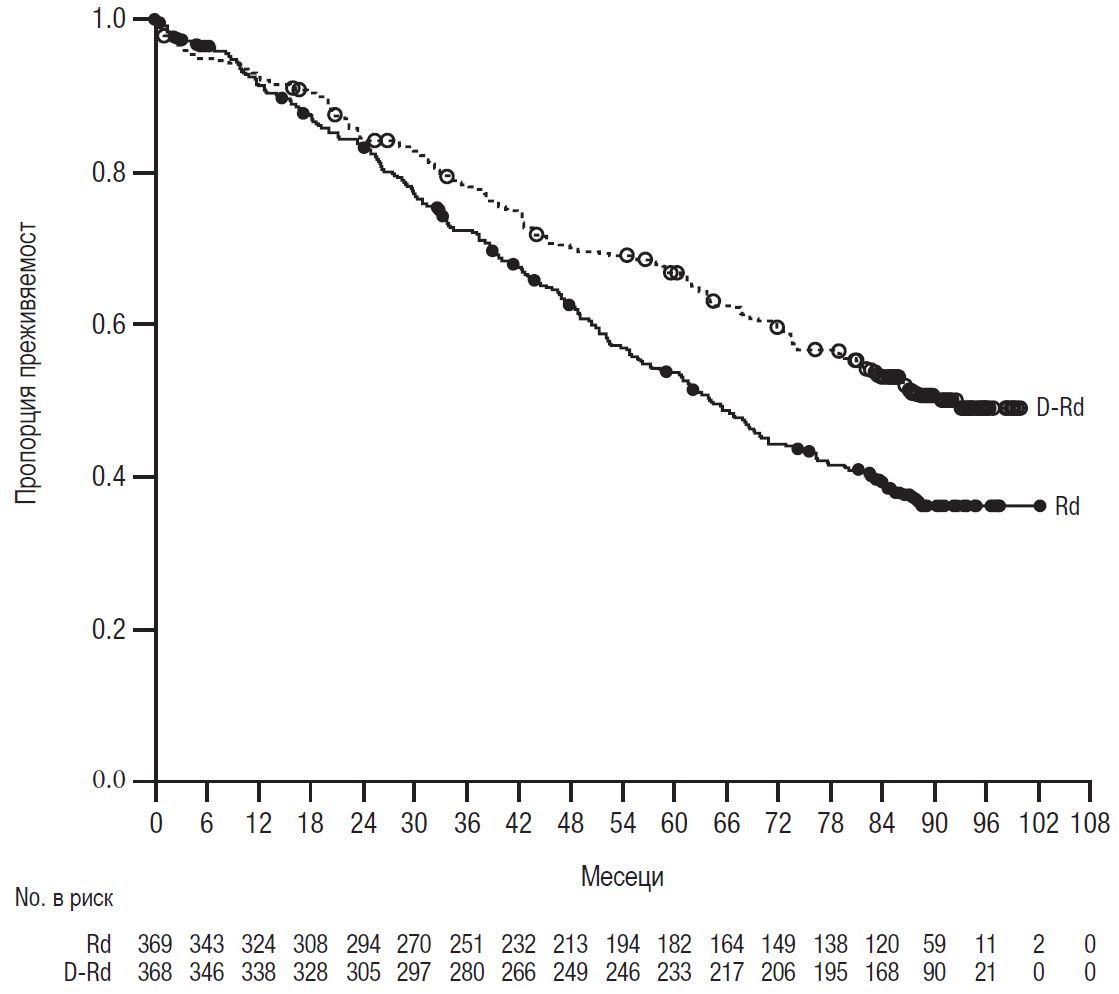 1.0
0.8
0.6
0.4
0.2
0.0
Пропорция преживяемост
D-Rd
Rd
0 6 12 18 24 30 36 42 48 54 60 66 72 78 84 90 96 102 108
Месеци
No. в риск
Rd 369 343 324 308 294 270 251 232 213 194 182 164 149 138 120 59 11 2 0
D-Rd 368 346 338 328 305 297 280 266 249 246 233 217 206 195 168 90 21 0 0